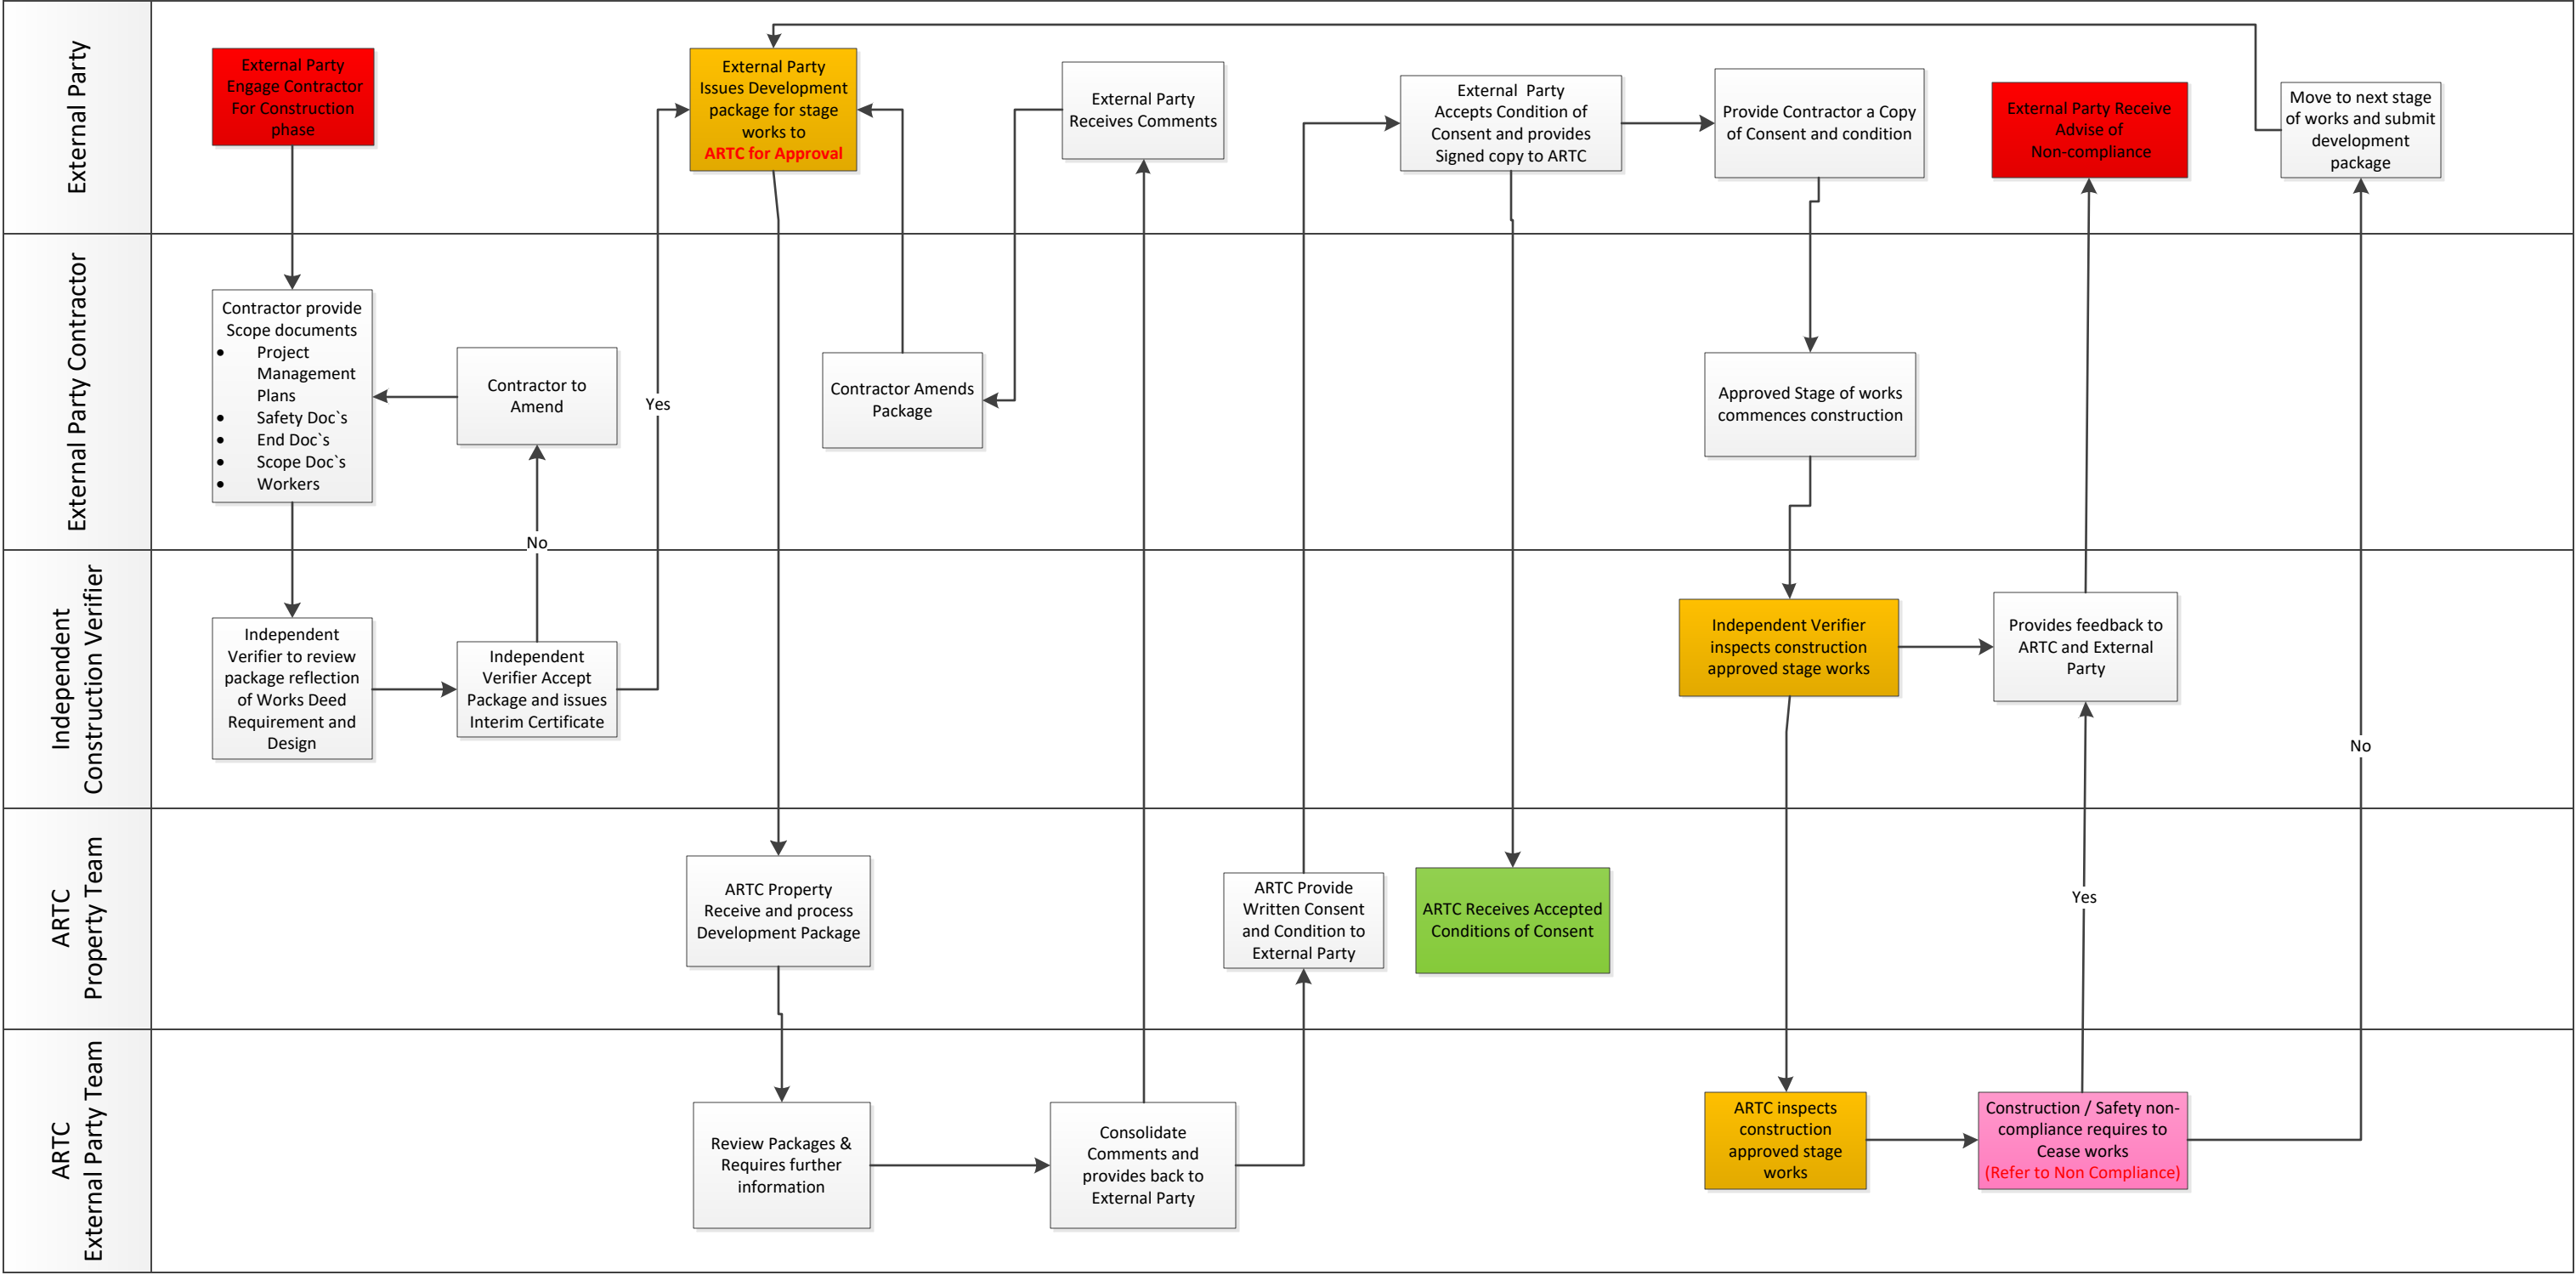 External Party
External Party
Engage Contractor
For Construction
phase
External Party
Issues Development
package for stage
works to
ARTC for Approval
External Party
Receives Comments
External  Party
Accepts Condition of
Consent and provides
Signed copy to ARTC
Provide Contractor a Copy
of Consent and condition
External Party Receive
Advise of
Non-compliance
Move to next stage
of works and submit
development
package
External Party Contractor
Contractor provide
Scope documents
• Project
Management
Plans
• Safety Doc`s
• End Doc`s
• Scope Doc`s
• Workers
Contractor to
Amend
Yes
Contractor Amends
Package
Approved Stage of works
commences construction
No
Independent
Construction Verifier
Independent
Verifier to review
package reflection
of Works Deed
Requirement and
Design
Independent
Verifier Accept
Package and issues
Interim Certificate
Independent Verifier
inspects construction
approved stage works
Provides feedback to
ARTC and External
Party
No
ARTC
Property Team
ARTC Property
Receive and process
Development Package
ARTC Provide
Written Consent
and Condition to
External Party
ARTC Receives Accepted
Conditions of Consent
Yes
ARTC
External Party Team
Review Packages &
Requires further
information
Consolidate
Comments and
provides back to
External Party
ARTC inspects
construction
approved stage
works
Construction / Safety non-
compliance requires to
Cease works
(Refer to Non Compliance)